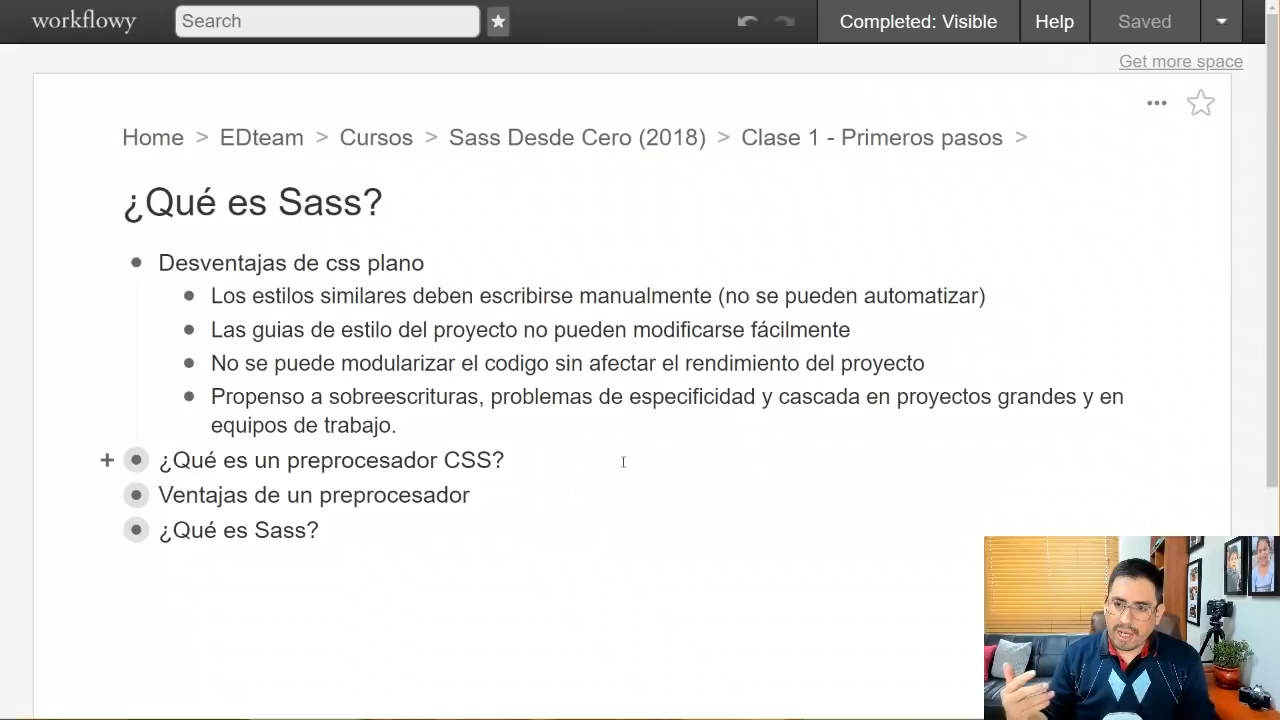 workflowy
Search
Completed: Visible
Help
Saved
Get more space
Home > EDteam > Cursos > Sass Desde Cero (2018) > Clase 1 - Primeros pasos >
¿Qué es Sass?
Desventajas de css plano
Los estilos similares deben escribirse manualmente (no se pueden automatizar)
Las guias de estilo del proyecto no pueden modificarse fácilmente
No se puede modularizar el codigo sin afectar el rendimiento del proyecto
Propenso a sobreescrituras, problemas de especificidad y cascada en proyectos grandes y en
equipos de trabajo.
¿Qué es un preprocesador CSS?
Ventajas de un preprocesador
¿Qué es Sass?